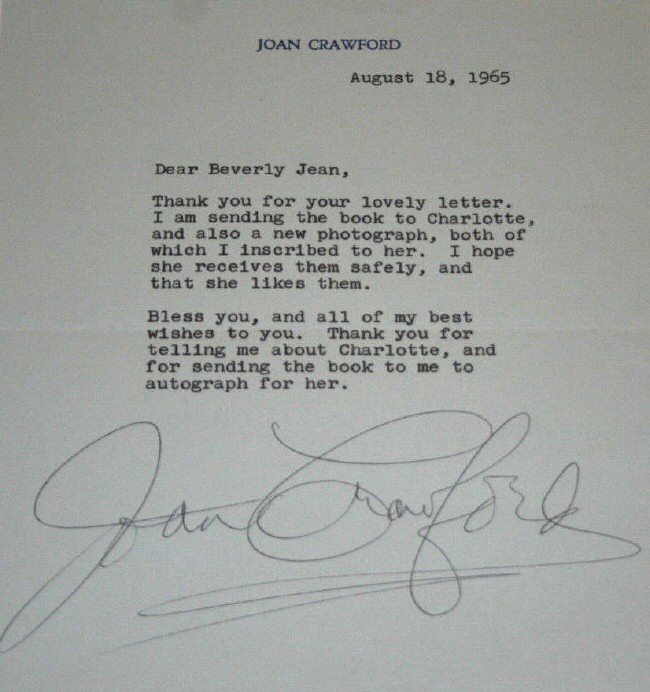 JOAN CRAWFORD
August 18, 1965
Dear Beverly Jean,
Thank you for your lovely letter.
I am sending the book to Charlotte,
and also a new photograph, both of
which I inscribed to her.  I hope
she receives them safely, and
that she likes them.
Bless you, and all of my best
wishes to you.  Thank you for
telling me about Charlotte, and
for sending the book to me to
autograph for her.
Joan Crawford